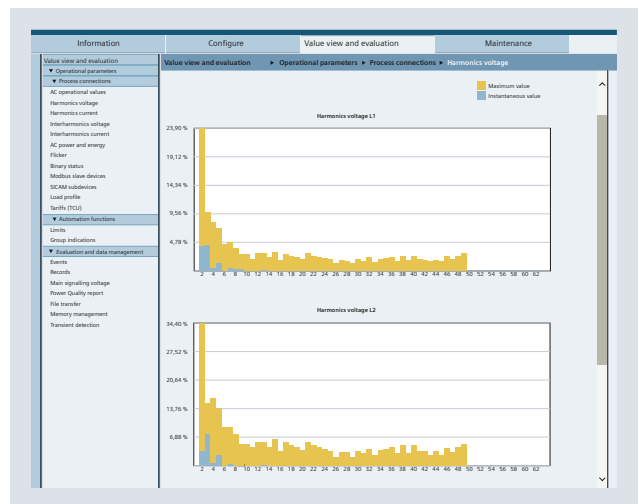 Information Configure Value view and evaluation Maintenance
Value view and evaluation
▼ Operational parameters
▼ Process connections
AC operational values
Harmonics voltage
Harmonics current
Interharmonics voltage
Interharmonics current
AC power and energy
Flicker
Binary status
Modbus slave devices
SICAM subdevices
Load profile
Tariffs (TCU)
▼ Automation functions
Limits
Group indications
▼ Evaluation and data management
Events
Records
Main signalling voltage
Power Quality report
File transfer
Memory management
Transient detection
Value view and evaluation ► Operational parameters ► Process connections ► Harmonics voltage
Maximum value
Instantaneous value
Harmonics voltage L1
23,90 %
19,12 %
14,34 %
9,56 %
4,78 %
2 4 6 8 10 12 14 16 18 20 22 24 26 28 30 32 34 36 38 40 42 44 46 48 50 52 54 56 58 60 62
Harmonics voltage L2
34,40 %
27,52 %
20,64 %
13,76 %
6,88 %
2 4 6 8 10 12 14 16 18 20 22 24 26 28 30 32 34 36 38 40 42 44 46 48 50 52 54 56 58 60 62